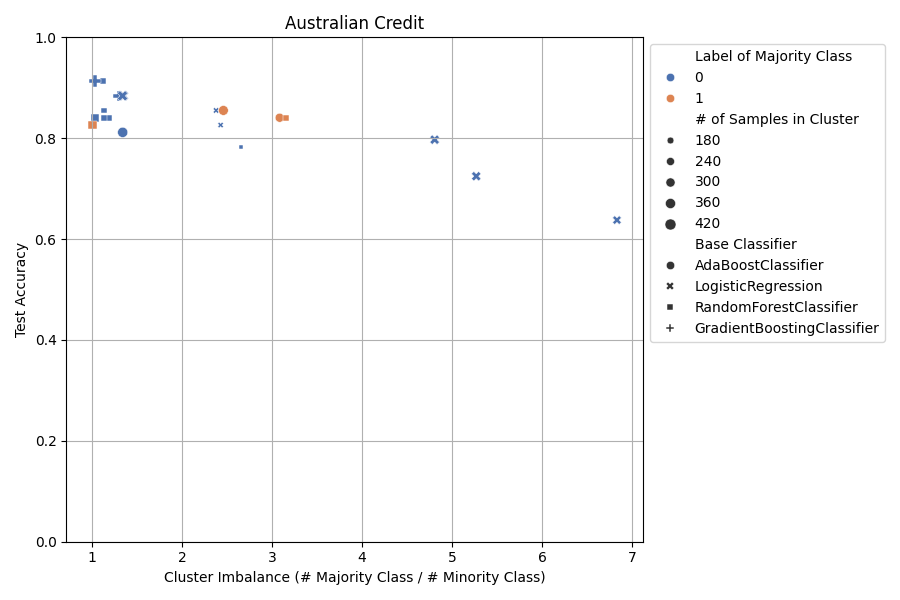 Australian Credit
1.0
0.8
0.6
0.4
0.2
0.0
Test Accuracy
1 2 3 4 5 6 7
Cluster Imbalance (# Majority Class / # Minority Class)
Label of Majority Class
0
1
# of Samples in Cluster
180
240
300
360
420
Base Classifier
AdaBoostClassifier
LogisticRegression
RandomForestClassifier
GradientBoostingClassifier